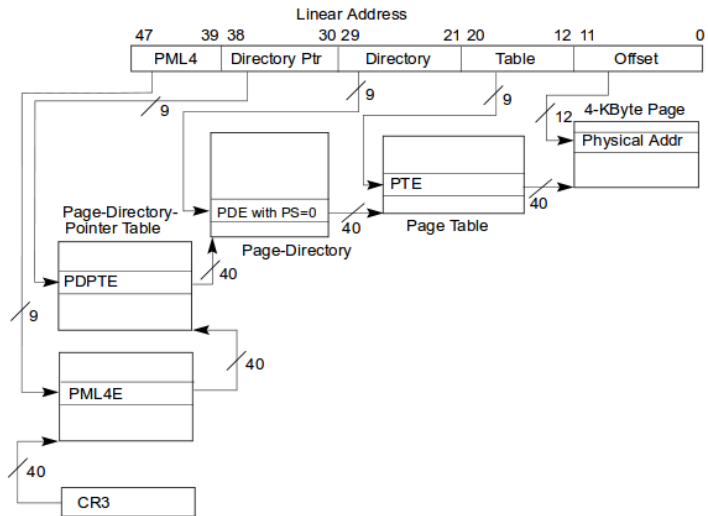 Linear Address
47 39 38 30 29 21 20 12 11 0
PML4 Directory Ptr Directory Table Offset
9 9 9 12 4-KByte Page
Physical Addr
PTE
40
PDE with PS=0
40
Page Table
Page-Directory-
Pointer Table
Page-Directory
40
PDPTE
9
40
PML4E
40
CR3